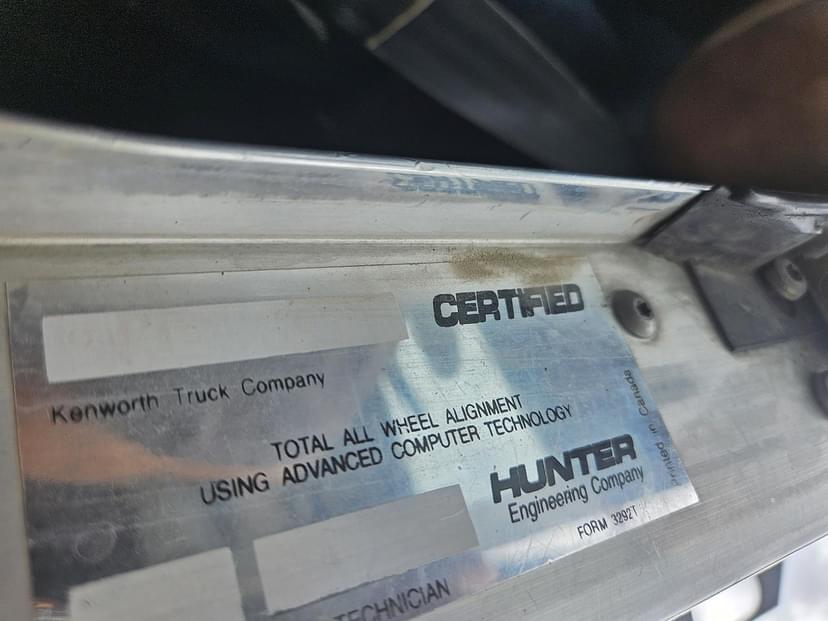 CERTIFIED
Kenworth Truck Company
TOTAL ALL WHEEL ALIGNMENT
USING ADVANCED COMPUTER TECHNOLOGY
HUNTER
Engineering Company
Printed in Canada
FORM 3292T
TECHNICIAN